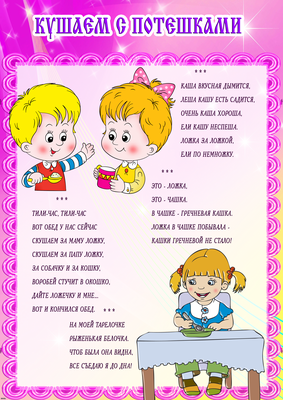 КУШАЕМ С ПОТЕШКАМИ
***
КАША ВКУСНАЯ ДЫМИТСЯ,
ЛЕША КАШУ ЕСТЬ САДИТСЯ,
ОЧЕНЬ КАША ХОРОША,
ЕЛИ КАШУ НЕСПЕША.
ЛОЖКА ЗА ЛОЖКОЙ,
ЕЛИ ПО НЕМНОЖКУ.
***
ЭТО - ЛОЖКА,
ЭТО - ЧАШКА.
В ЧАШКЕ - ГРЕЧНЕВАЯ КАШКА.
ЛОЖКА В ЧАШКЕ ПОБЫВАЛА -
КАШКИ ГРЕЧНЕВОЙ НЕ СТАЛО!
***
ТИЛИ-ЧАС, ТИЛИ-ЧАС
ВОТ ОБЕД У НАС СЕЙЧАС
СКУШАЕМ ЗА МАМУ ЛОЖКУ,
СКУШАЕМ ЗА ПАПУ ЛОЖКУ,
ЗА СОБАЧКУ И ЗА КОШКУ,
ВОРОБЕЙ СТУЧИТ В ОКОШКО,
ДАЙТЕ ЛОЖЕЧКУ И МНЕ...
ВОТ И КОНЧИЛСЯ ОБЕД.
***
НА МОЕЙ ТАРЕЛОЧКЕ
РЫЖЕНЬКАЯ БЕЛОЧКА.
ЧТОБ БЫЛА ОНА ВИДНА.
ВСЕ СЪЕДАЮ Я ДО ДНА!